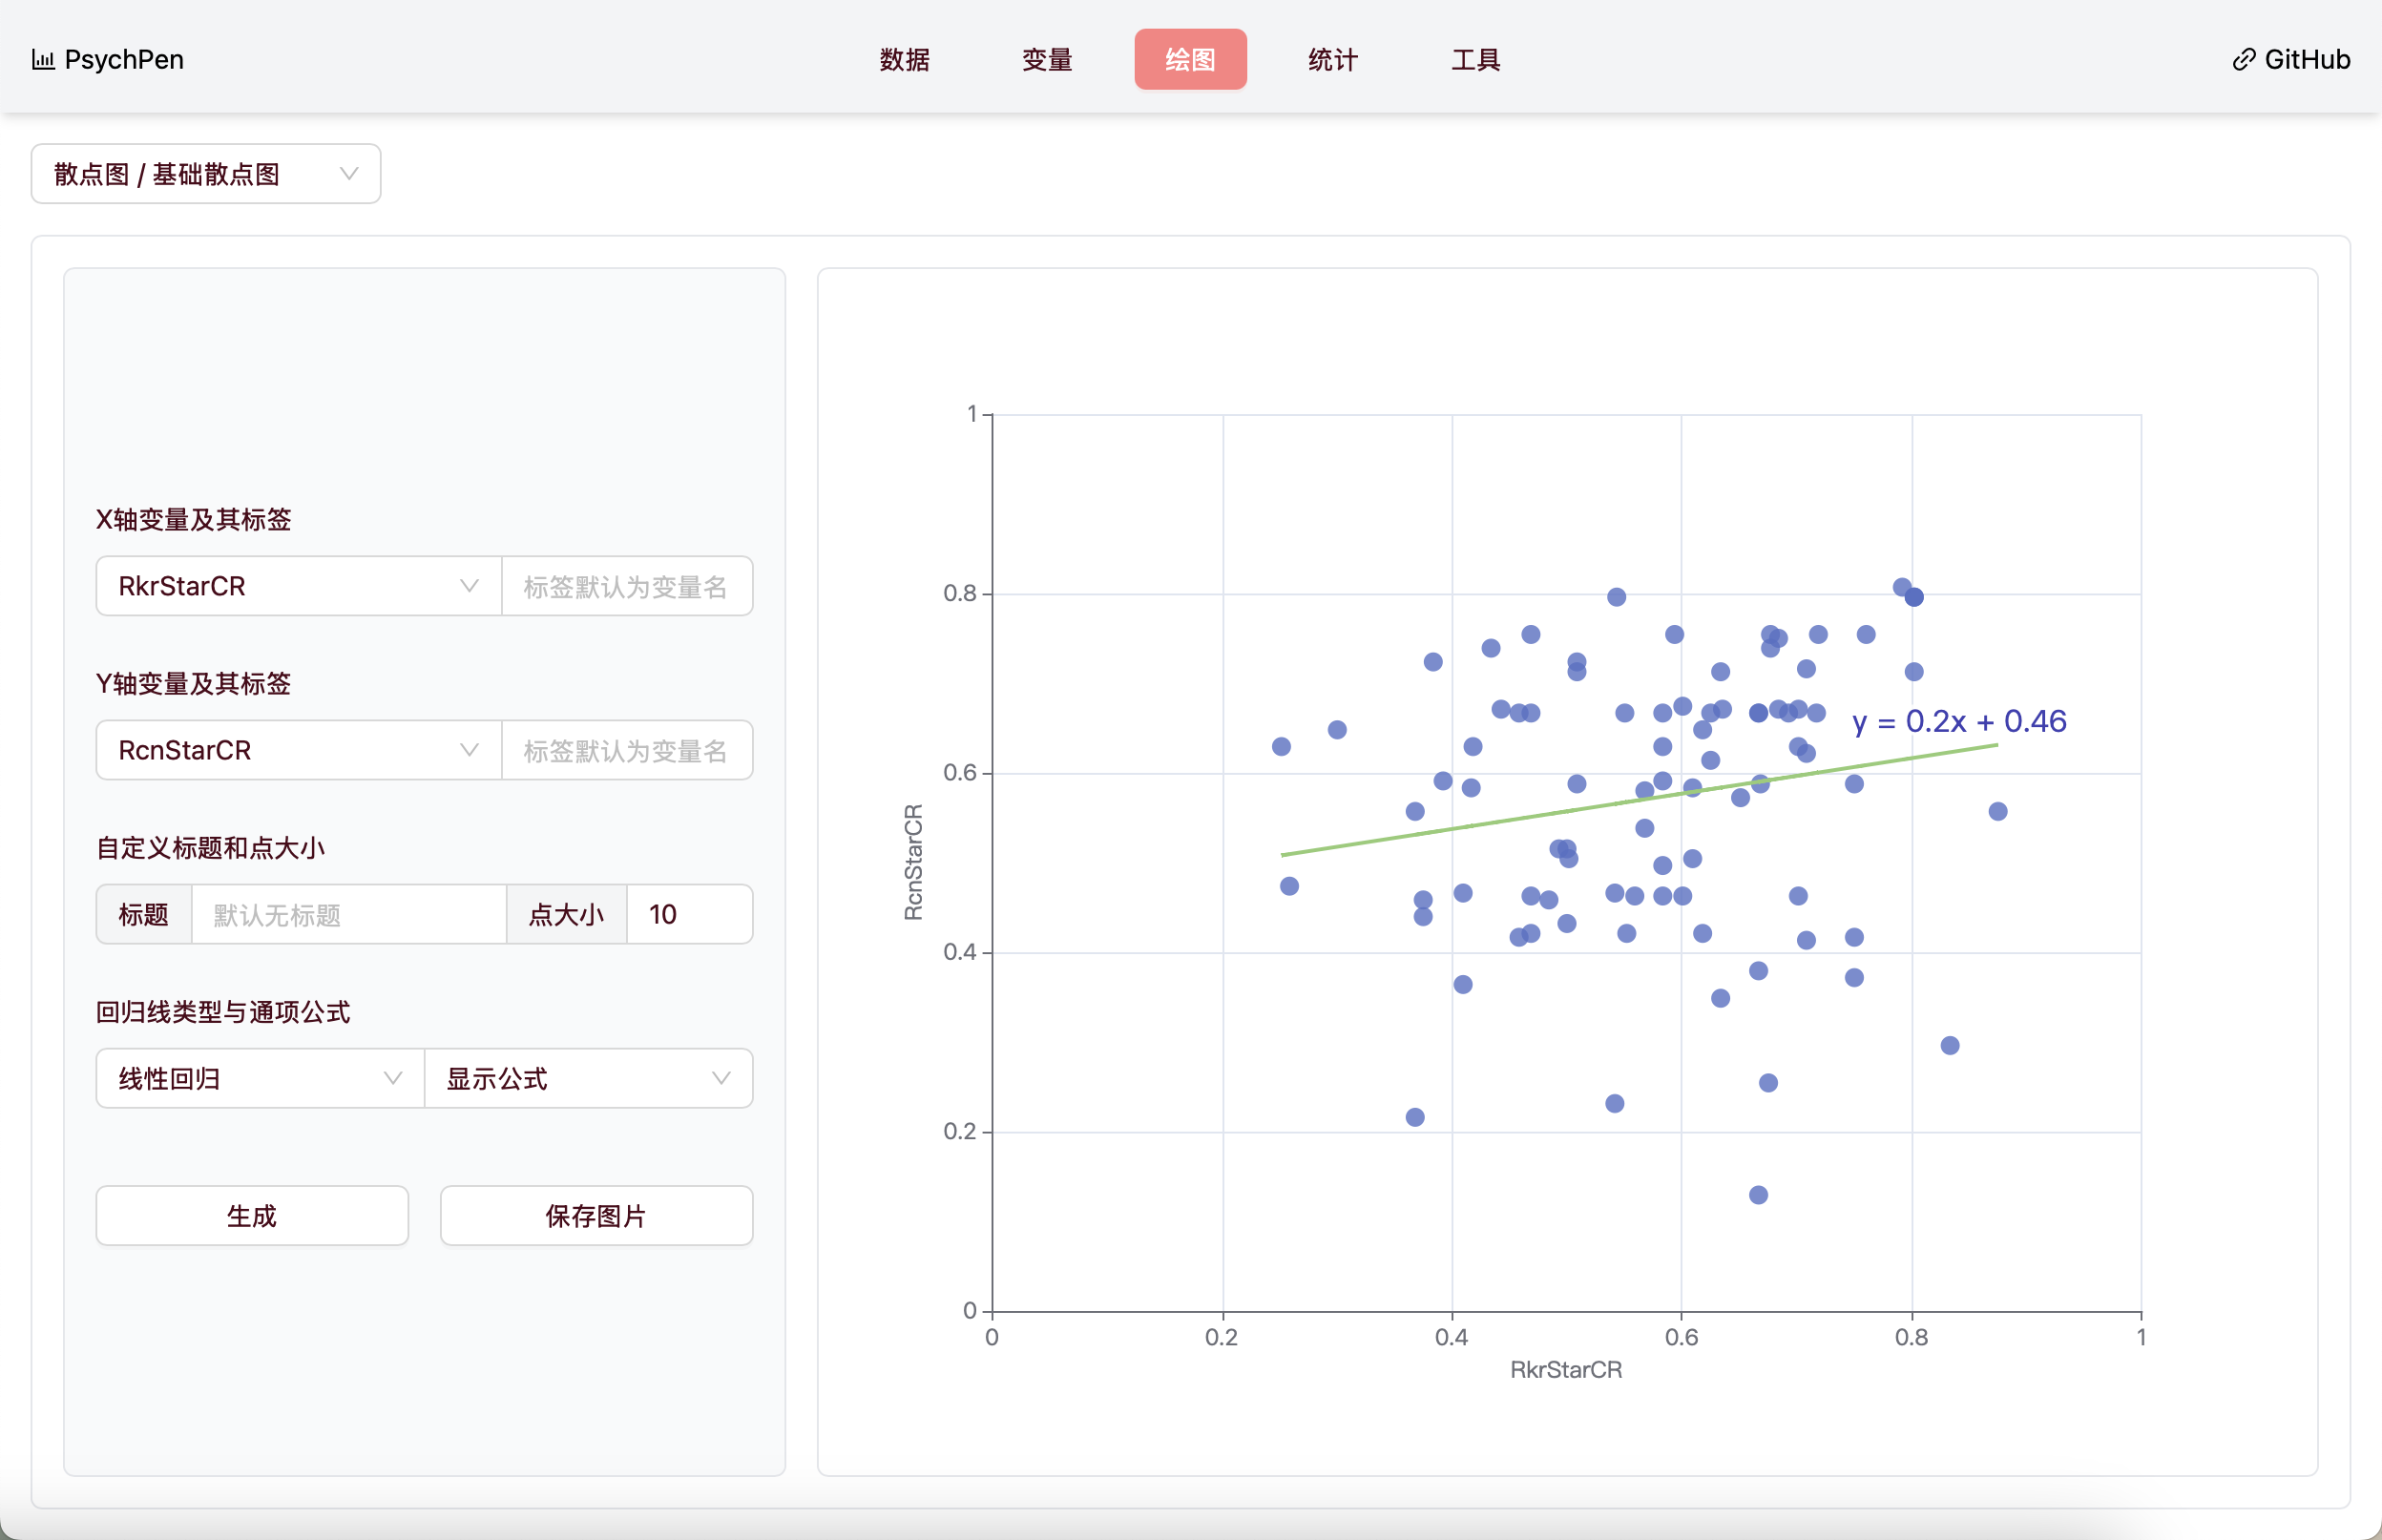 PsychPen
数据 变量 绘图 统计 工具
GitHub
散点图 / 基础散点图
X轴变量及其标签
RkrStarCR 标签默认为变量名
Y轴变量及其标签
RcnStarCR 标签默认为变量名
自定义标题和点大小
标题 默认无标题 点大小 10
回归线类型与通项公式
线性回归 显示公式
生成 保存图片
1
0.8
0.6
0.4
0.2
0
RcnStarCR
y = 0.2x + 0.46
0 0.2 0.4 0.6 0.8 1
RkrStarCR